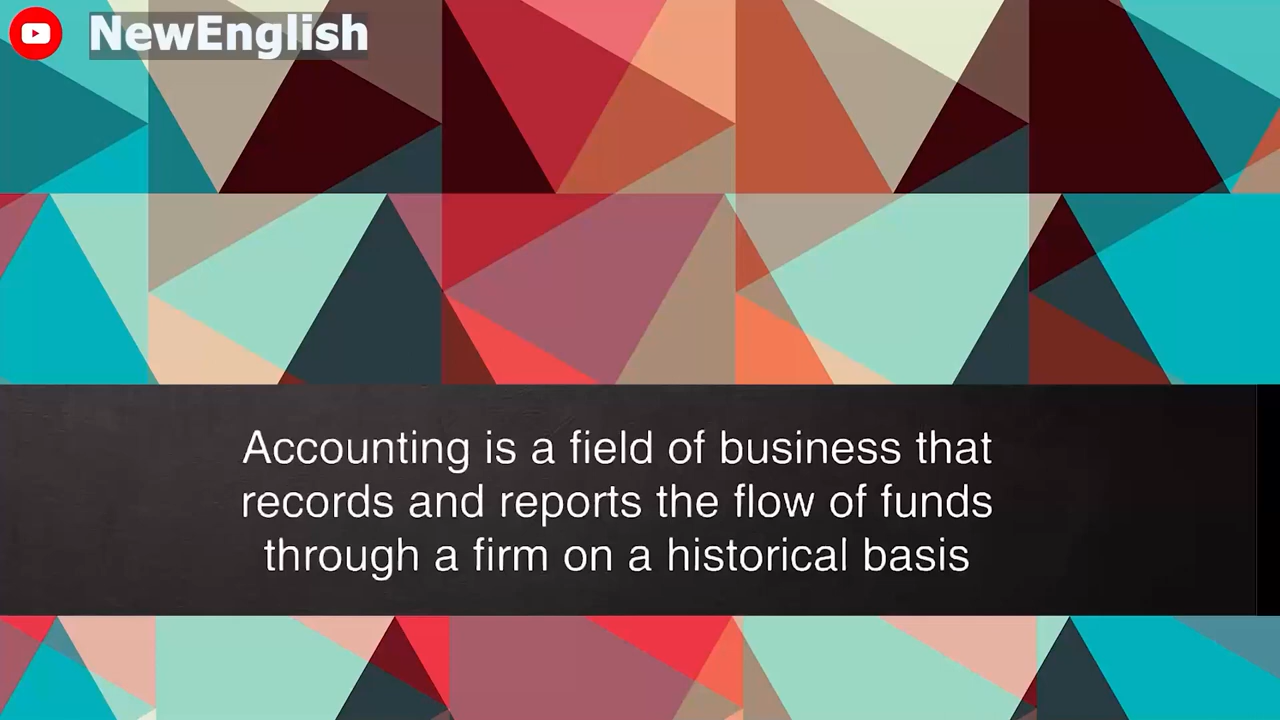 NewEnglish
Accounting is a field of business that
records and reports the flow of funds
through a firm on a historical basis